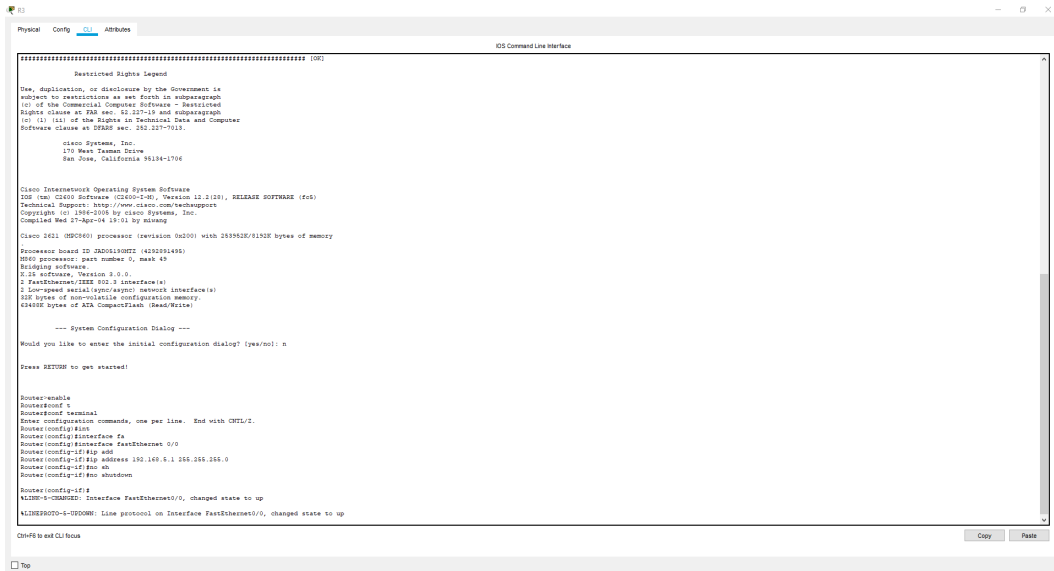 R3
Physical Config CLI Attributes
IOS Command Line Interface
########################################################################## [OK]
Restricted Rights Legend
Use, duplication, or disclosure by the Government is
subject to restrictions as set forth in subparagraph
(c) of the Commercial Computer Software - Restricted
Rights clause at FAR sec. 52.227-19 and subparagraph
(c) (1) (ii) of the Rights in Technical Data and Computer
Software clause at DFARS sec. 252.227-7013.
cisco Systems, Inc.
170 West Tasman Drive
San Jose, California 95134-1706
Cisco Internetwork Operating System Software
IOS (tm) C2600 Software (C2600-I-M), Version 12.2(28), RELEASE SOFTWARE (fc5)
Technical Support: http://www.cisco.com/techsupport
Copyright (c) 1986-2005 by cisco Systems, Inc.
Compiled Wed 27-Apr-04 19:01 by miwang
Cisco 2621 (MPC860) processor (revision 0x200) with 253952K/8192K bytes of memory
.
Processor board ID JAD05190MTZ (4292891495)
M860 processor: part number 0, mask 49
Bridging software.
X.25 software, Version 3.0.0.
2 FastEthernet/IEEE 802.3 interface(s)
2 Low-speed serial(sync/async) network interface(s)
32K bytes of non-volatile configuration memory.
63488K bytes of ATA CompactFlash (Read/Write)
--- System Configuration Dialog ---
Would you like to enter the initial configuration dialog? [yes/no]: n
Press RETURN to get started!
Router>enable
Router#conf t
Router#conf terminal
Enter configuration commands, one per line.  End with CNTL/Z.
Router(config)#int
Router(config)#interface fa
Router(config)#interface fastEthernet 0/0
Router(config-if)#ip add
Router(config-if)#ip address 192.168.5.1 255.255.255.0
Router(config-if)#no sh
Router(config-if)#no shutdown
Router(config-if)#
%LINK-5-CHANGED: Interface FastEthernet0/0, changed state to up
%LINEPROTO-5-UPDOWN: Line protocol on Interface FastEthernet0/0, changed state to up
Ctrl+F6 to exit CLI focus
Copy Paste
Top